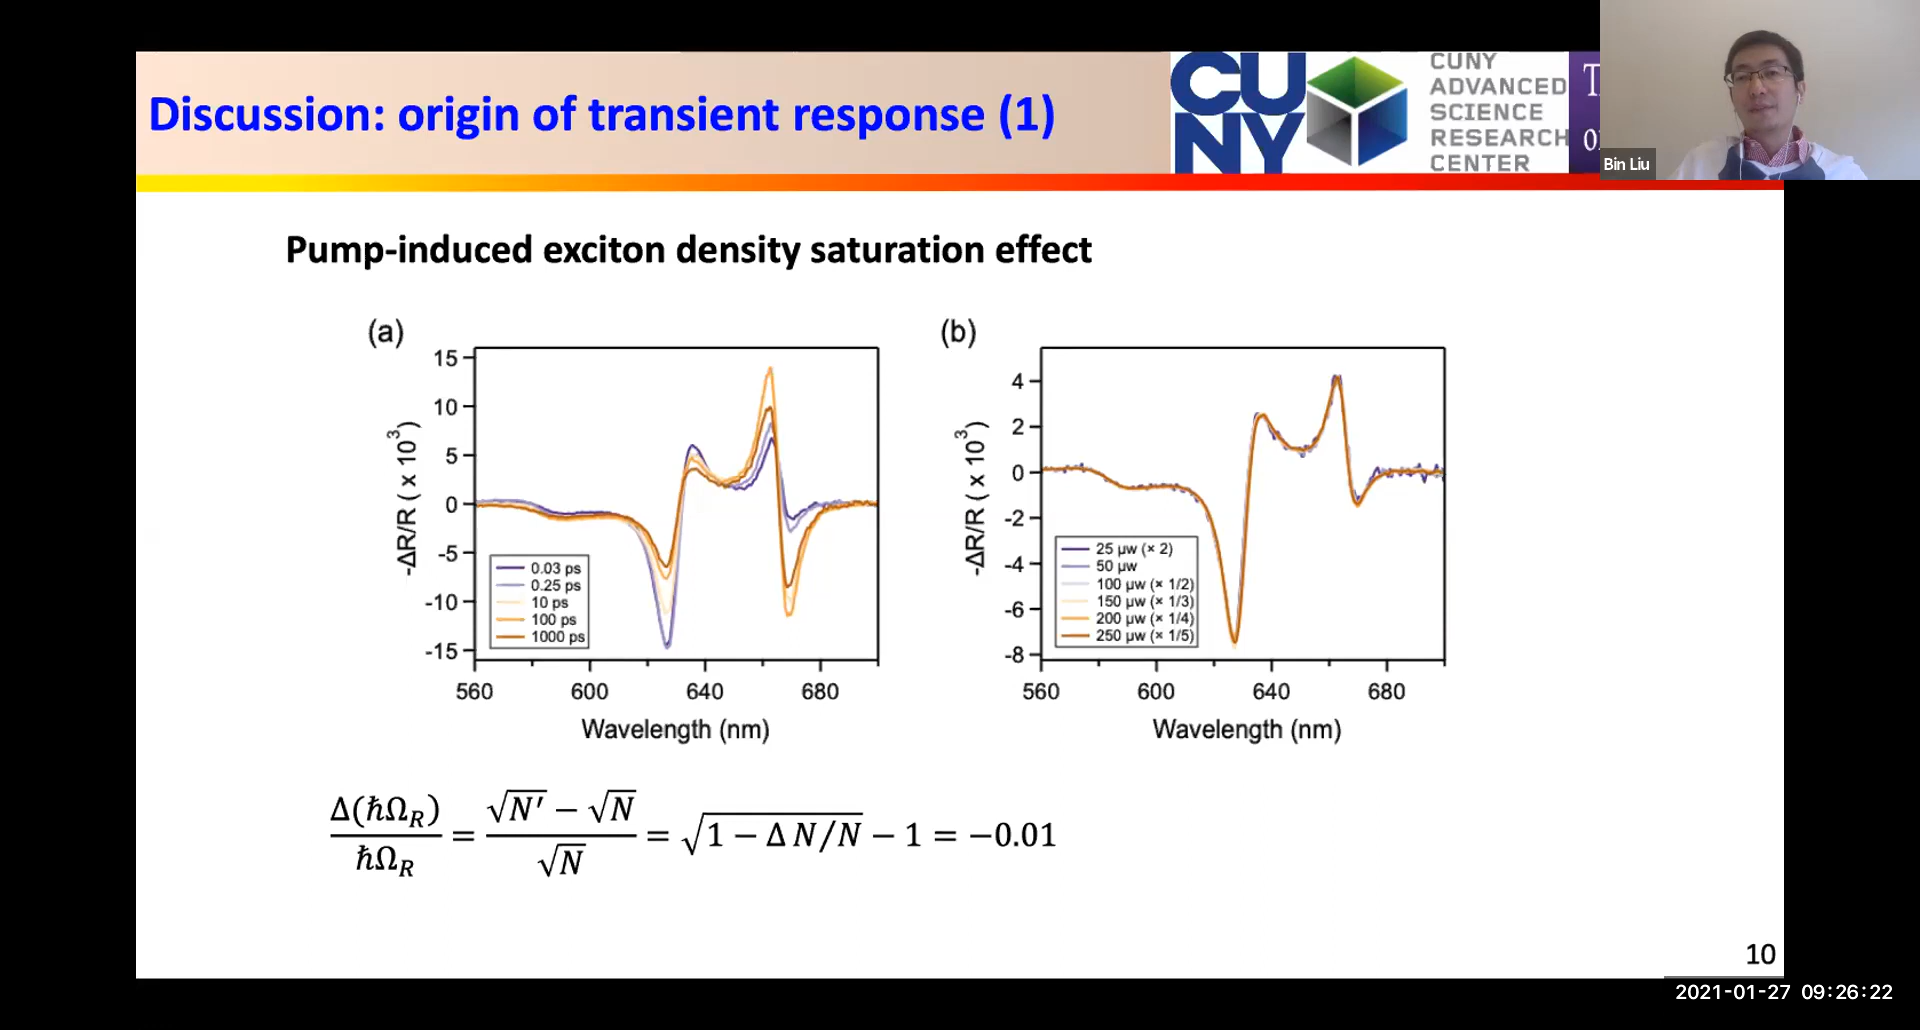 Discussion: origin of transient response (1)
CU
NY
CUNY
ADVANCED
SCIENCE
RESEARCH
CENTER
Bin Liu
Pump-induced exciton density saturation effect
(a)
15
10
5
0
-5
-10
-15
-ΔR/R ( x 10³)
0.03 ps
0.25 ps
10 ps
100 ps
1000 ps
560 600 640 680
Wavelength (nm)
(b)
4
2
0
-2
-4
-6
-8
-ΔR/R ( x 10³)
25 μw (× 2)
50 μw
100 μw (× 1/2)
150 μw (× 1/3)
200 μw (× 1/4)
250 μw (× 1/5)
560 600 640 680
Wavelength (nm)
Δ(ħΩ_R)/ħΩ_R = (√N′ − √N)/√N = √(1 − Δ N/N) − 1 = −0.01
10
2021-01-27 09:26:22